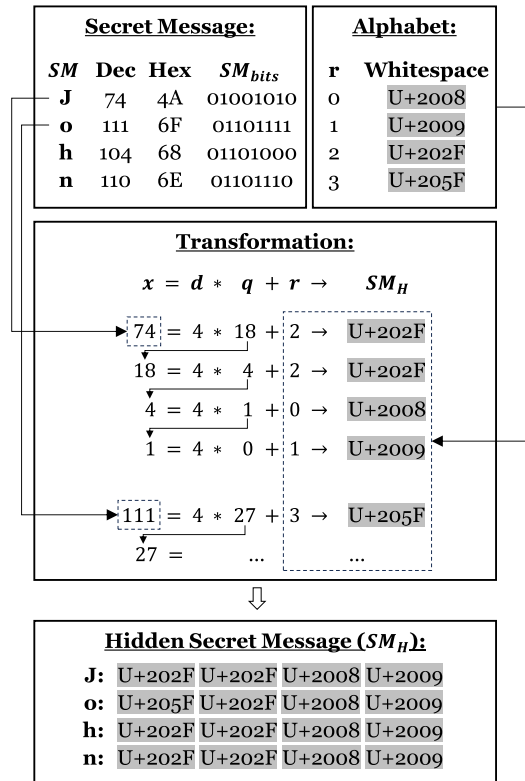 Secret Message:
SM Dec Hex SM_bits
J 74 4A 01001010
o 111 6F 01101111
h 104 68 01101000
n 110 6E 01101110
Alphabet:
r Whitespace
0 U+2008
1 U+2009
2 U+202F
3 U+205F
Transformation:
x = d * q + r → SM_H
74 = 4 * 18 + 2 → U+202F
18 = 4 * 4 + 2 → U+202F
4 = 4 * 1 + 0 → U+2008
1 = 4 * 0 + 1 → U+2009
111 = 4 * 27 + 3 → U+205F
27 = ... ...
Hidden Secret Message (SM_H):
J: U+202F U+202F U+2008 U+2009
o: U+205F U+202F U+2008 U+2009
h: U+202F U+202F U+2008 U+2009
n: U+202F U+202F U+2008 U+2009